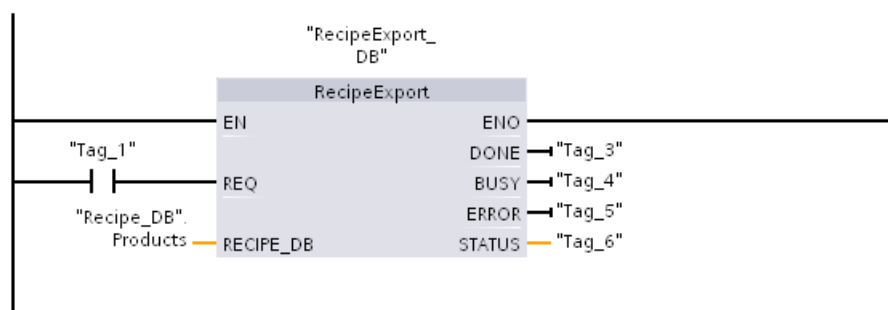 "RecipeExport_
DB"
RecipeExport
EN
ENO
"Tag_1"
DONE
"Tag_3"
REQ
BUSY
"Tag_4"
ERROR
"Tag_5"
"Recipe_DB".
Products
RECIPE_DB
STATUS
"Tag_6"